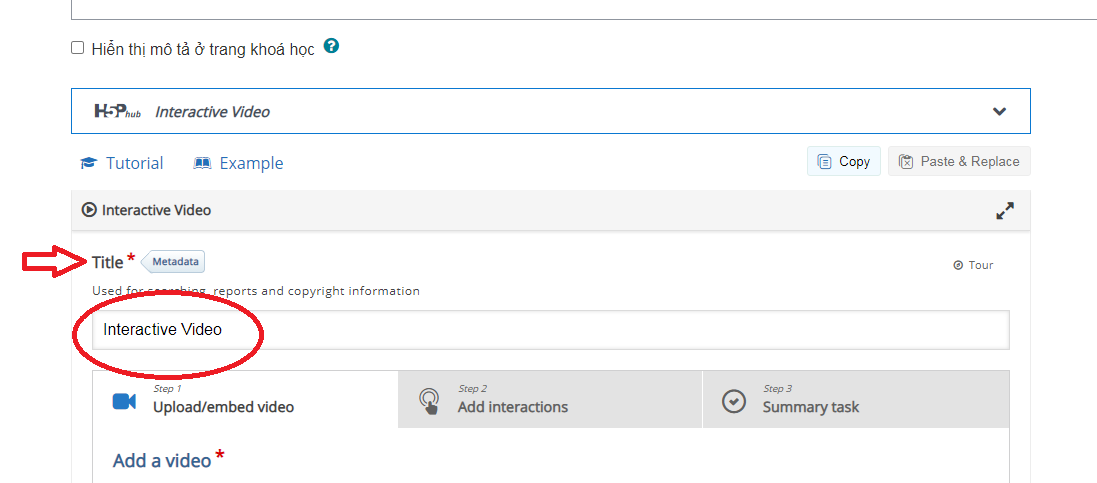 Hiển thị mô tả ở trang khoá học ?
H5P hub Interactive Video
Tutorial Example Copy Paste & Replace
Interactive Video
Title * Metadata Tour
Used for searching, reports and copyright information
Interactive Video
Step 1 Step 2 Step 3
Upload/embed video Add interactions Summary task
Add a video *